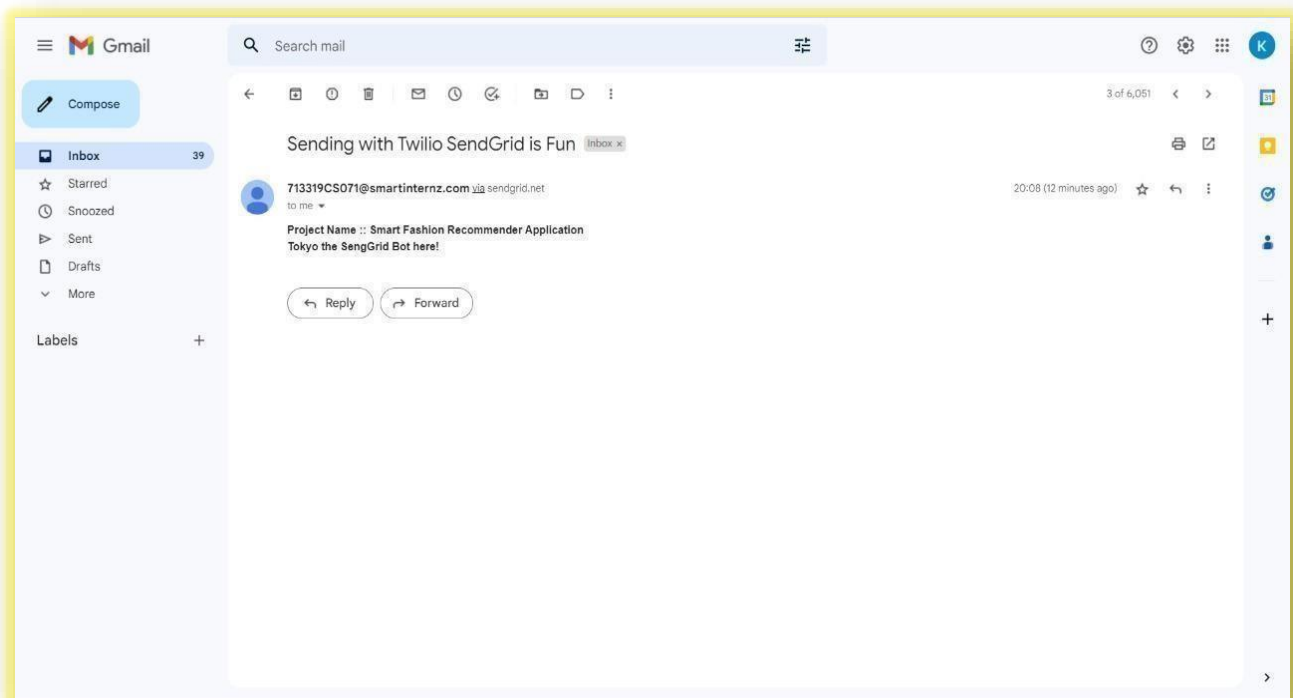 Gmail
Search mail
K
Compose
3 of 6,051
31
Inbox 39
Starred
Snoozed
Sent
Drafts
More
Labels
Sending with Twilio SendGrid is Fun Inbox ×
713319CS071@smartinternz.com via sendgrid.net
20:08 (12 minutes ago)
to me
Project Name :: Smart Fashion Recommender Application
Tokyo the SengGrid Bot here!
Reply Forward